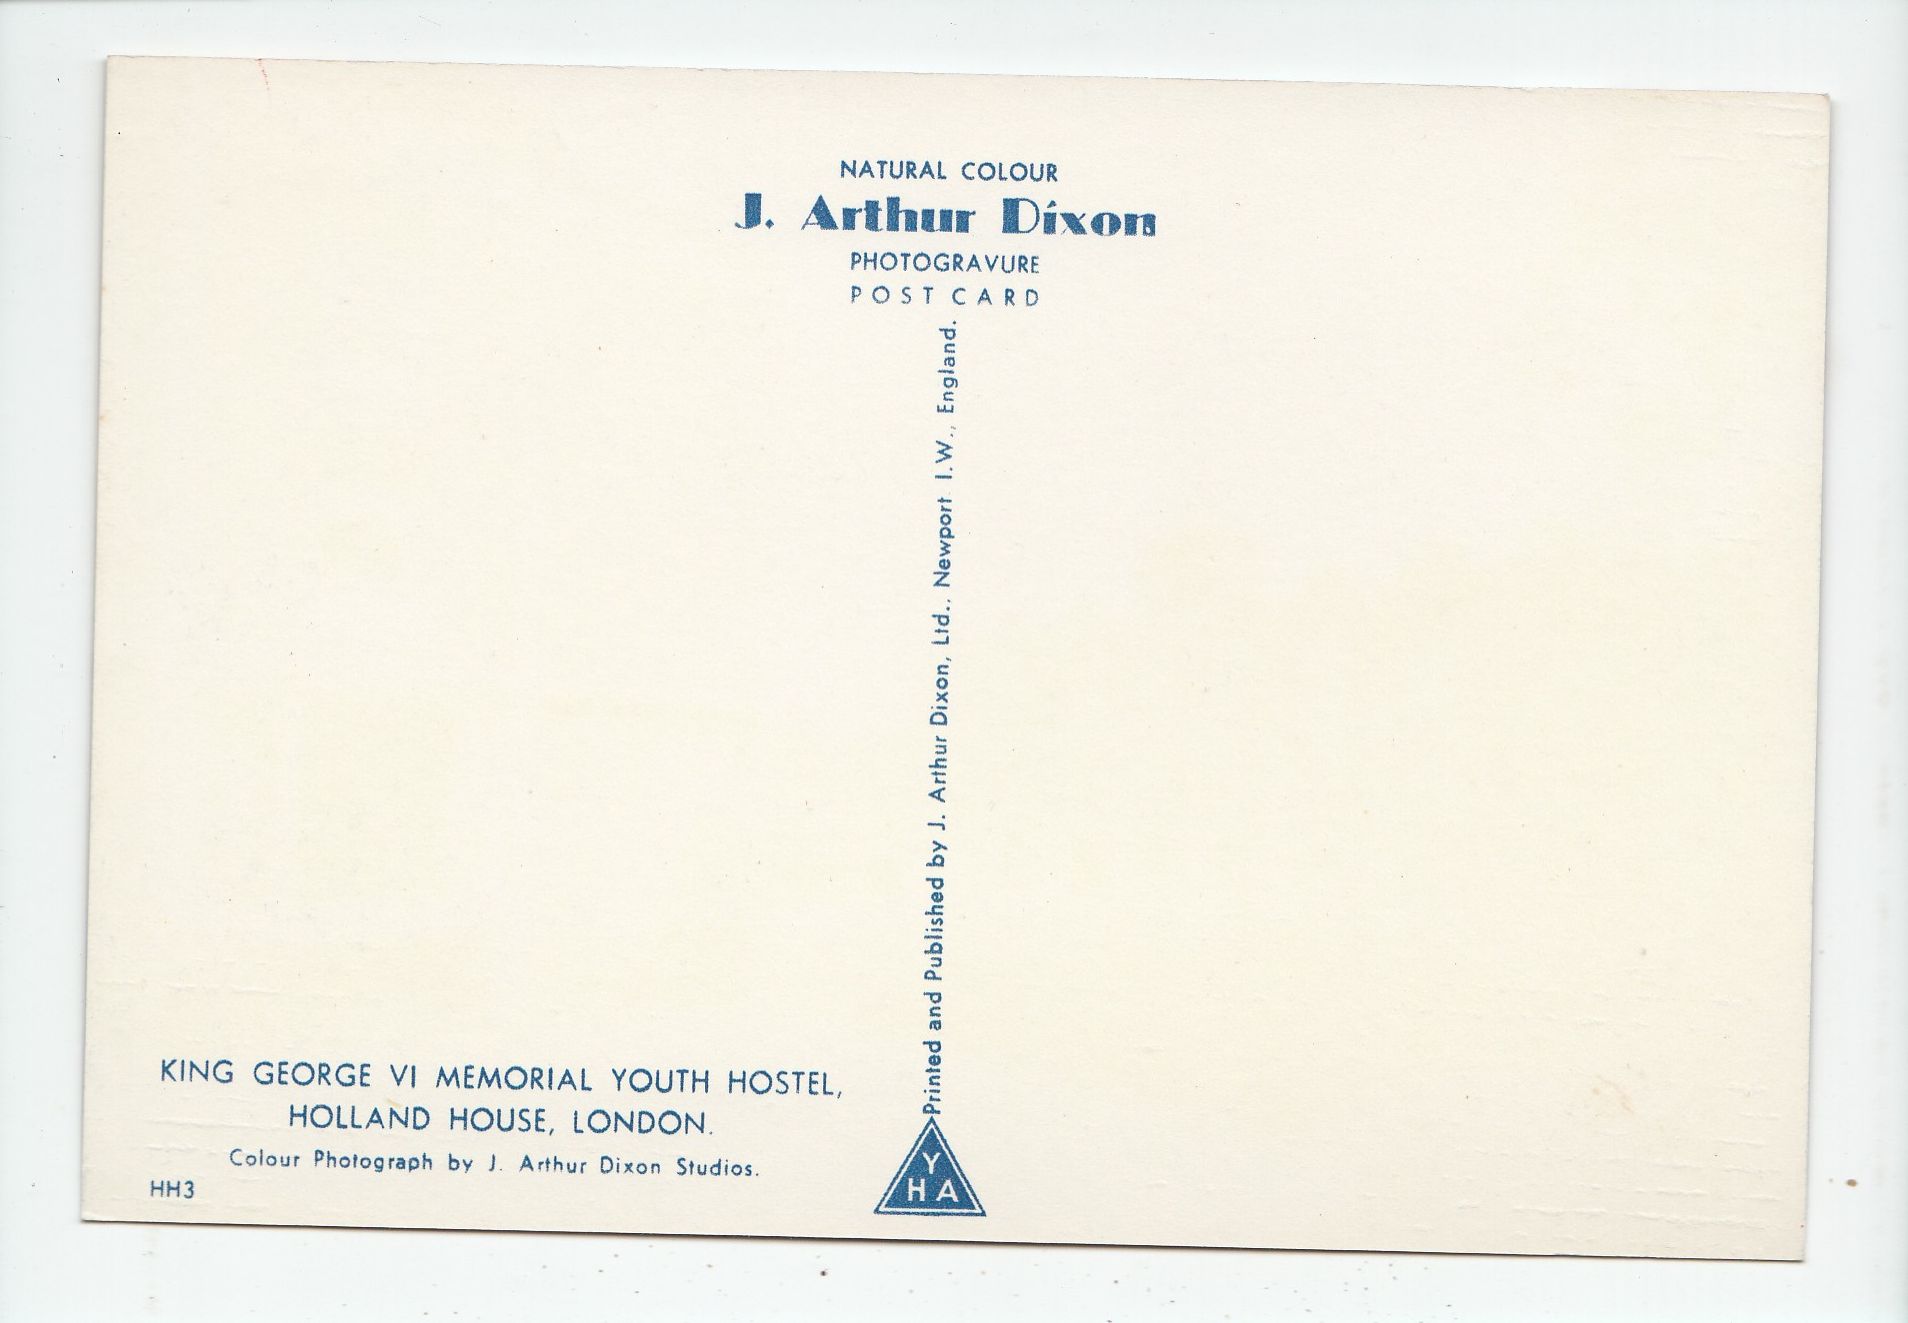 NATURAL COLOUR
J. Arthur Dixon
PHOTOGRAVURE
POST CARD
Printed and Published by J. Arthur Dixon, Ltd., Newport I.W., England.
KING GEORGE VI MEMORIAL YOUTH HOSTEL,
HOLLAND HOUSE, LONDON.
Colour Photograph by J. Arthur Dixon Studios.
HH3
Y
HA